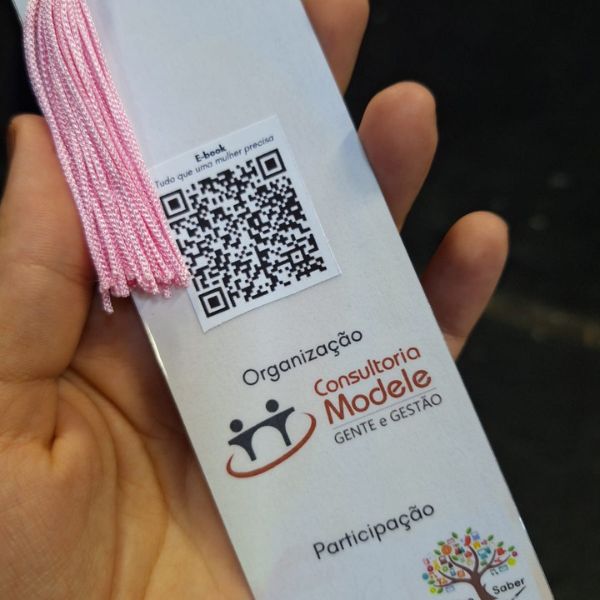 E-book
Tudo que uma mulher precisa
Organização
Consultoria
Modele
GENTE e GESTÃO
Participação
Saber